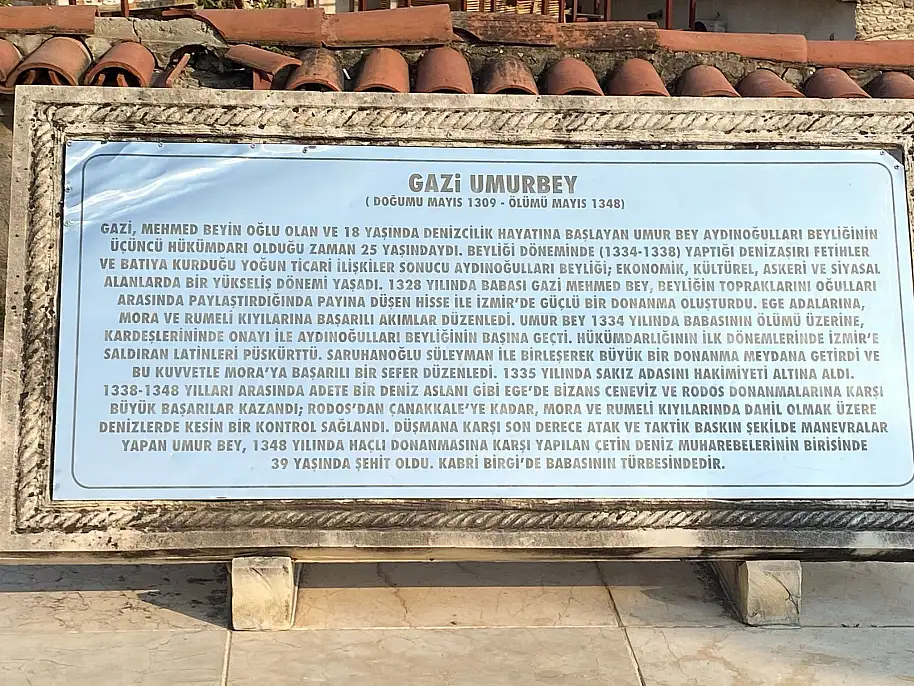 GAZİ UMURBEY
( DOĞUMU MAYIS 1309 - ÖLÜMÜ MAYIS 1348)
GAZİ, MEHMED BEYİN OĞLU OLAN VE 18 YAŞINDA DENİZCİLİK HAYATINA BAŞLAYAN UMUR BEY AYDINOĞULLARI BEYLİĞİNİN
ÜÇÜNCÜ HÜKÜMDARI OLDUĞU ZAMAN 25 YAŞINDAYDI. BEYLİĞİ DÖNEMİNDE (1334-1338) YAPTIĞI DENİZAŞIRI FETİHLER
VE BATIYA KURDUĞU YOĞUN TİCARİ İLİŞKİLER SONUCU AYDINOĞULLARI BEYLİĞİ; EKONOMİK, KÜLTÜREL, ASKERİ VE SİYASAL
ALANLARDA BİR YÜKSELİŞ DÖNEMİ YAŞADI. 1328 YILINDA BABASI GAZİ MEHMED BEY, BEYLİĞİN TOPRAKLARINI OĞULLARI
ARASINDA PAYLAŞTIRDIĞINDA PAYINA DÜŞEN HİSSE İLE İZMİR'DE GÜÇLÜ BİR DONANMA OLUŞTURDU. EGE ADALARINA,
MORA VE RUMELİ KIYILARINA BAŞARILI AKIMLAR DÜZENLEDİ. UMUR BEY 1334 YILINDA BABASININ ÖLÜMÜ ÜZERİNE,
KARDEŞLERİNİNDE ONAYI İLE AYDINOĞULLARI BEYLİĞİNİN BAŞINA GEÇTİ. HÜKÜMDARLIĞININ İLK DÖNEMLERİNDE İZMİR'E
SALDIRAN LATİNLERİ PÜSKÜRTTÜ. SARUHANOĞLU SÜLEYMAN İLE BİRLEŞEREK BÜYÜK BİR DONANMA MEYDANA GETİRDİ VE
BU KUVVETLE MORA'YA BAŞARILI BİR SEFER DÜZENLEDİ. 1335 YILINDA SAKIZ ADASINI HAKİMİYETİ ALTINA ALDI.
1338-1348 YILLARI ARASINDA ADETE BİR DENİZ ASLANI GİBİ EGE'DE BİZANS CENEVİZ VE RODOS DONANMALARINA KARŞI
BÜYÜK BAŞARILAR KAZANDI; RODOS'DAN ÇANAKKALE'YE KADAR, MORA VE RUMELİ KIYILARINDA DAHİL OLMAK ÜZERE
DENİZLERDE KESİN BİR KONTROL SAĞLANDI. DÜŞMANA KARŞI SON DERECE ATAK VE TAKTİK BASKIN ŞEKİLDE MANEVRALAR
YAPAN UMUR BEY, 1348 YILINDA HAÇLI DONANMASINA KARŞI YAPILAN ÇETİN DENİZ MUHAREBELERİNİN BİRİSİNDE
39 YAŞINDA ŞEHİT OLDU. KABRİ BİRGİ'DE BABASININ TÜRBESİNDEDİR.